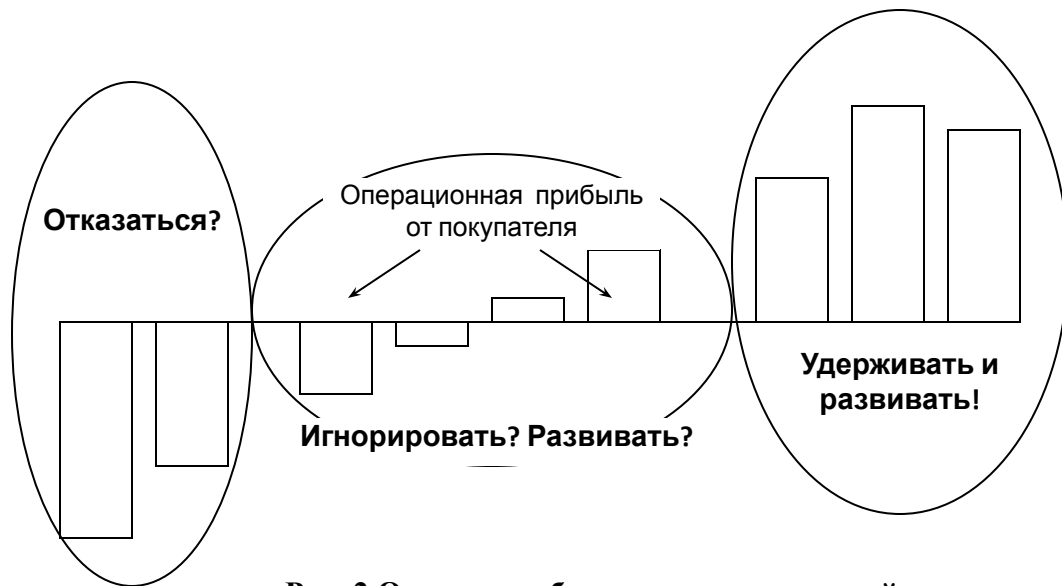 Отказаться?
Операционная прибыль
от покупателя
Удерживать и
развивать!
Игнорировать? Развивать?